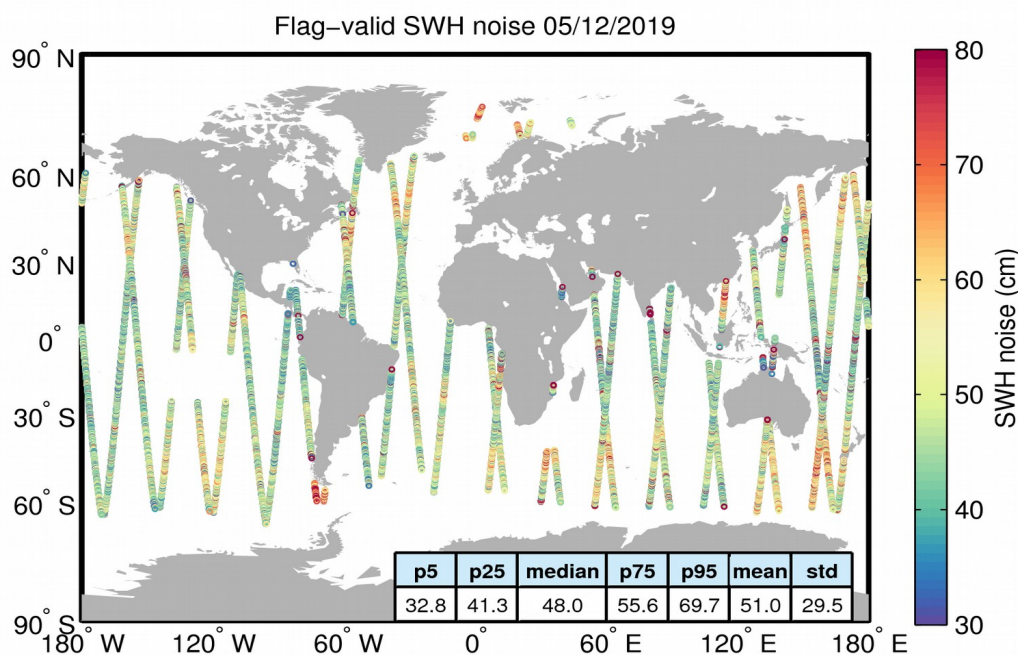 Flag−valid SWH noise 05/12/2019
90° N
60° N
30° N
0°
30° S
60° S
90° S
180° W
120° W
60° W
0°
60° E
120° E
180° E
80
70
60
50
40
30
SWH noise (cm)
p5 p25 median p75 p95 mean std
32.8 41.3 48.0 55.6 69.7 51.0 29.5